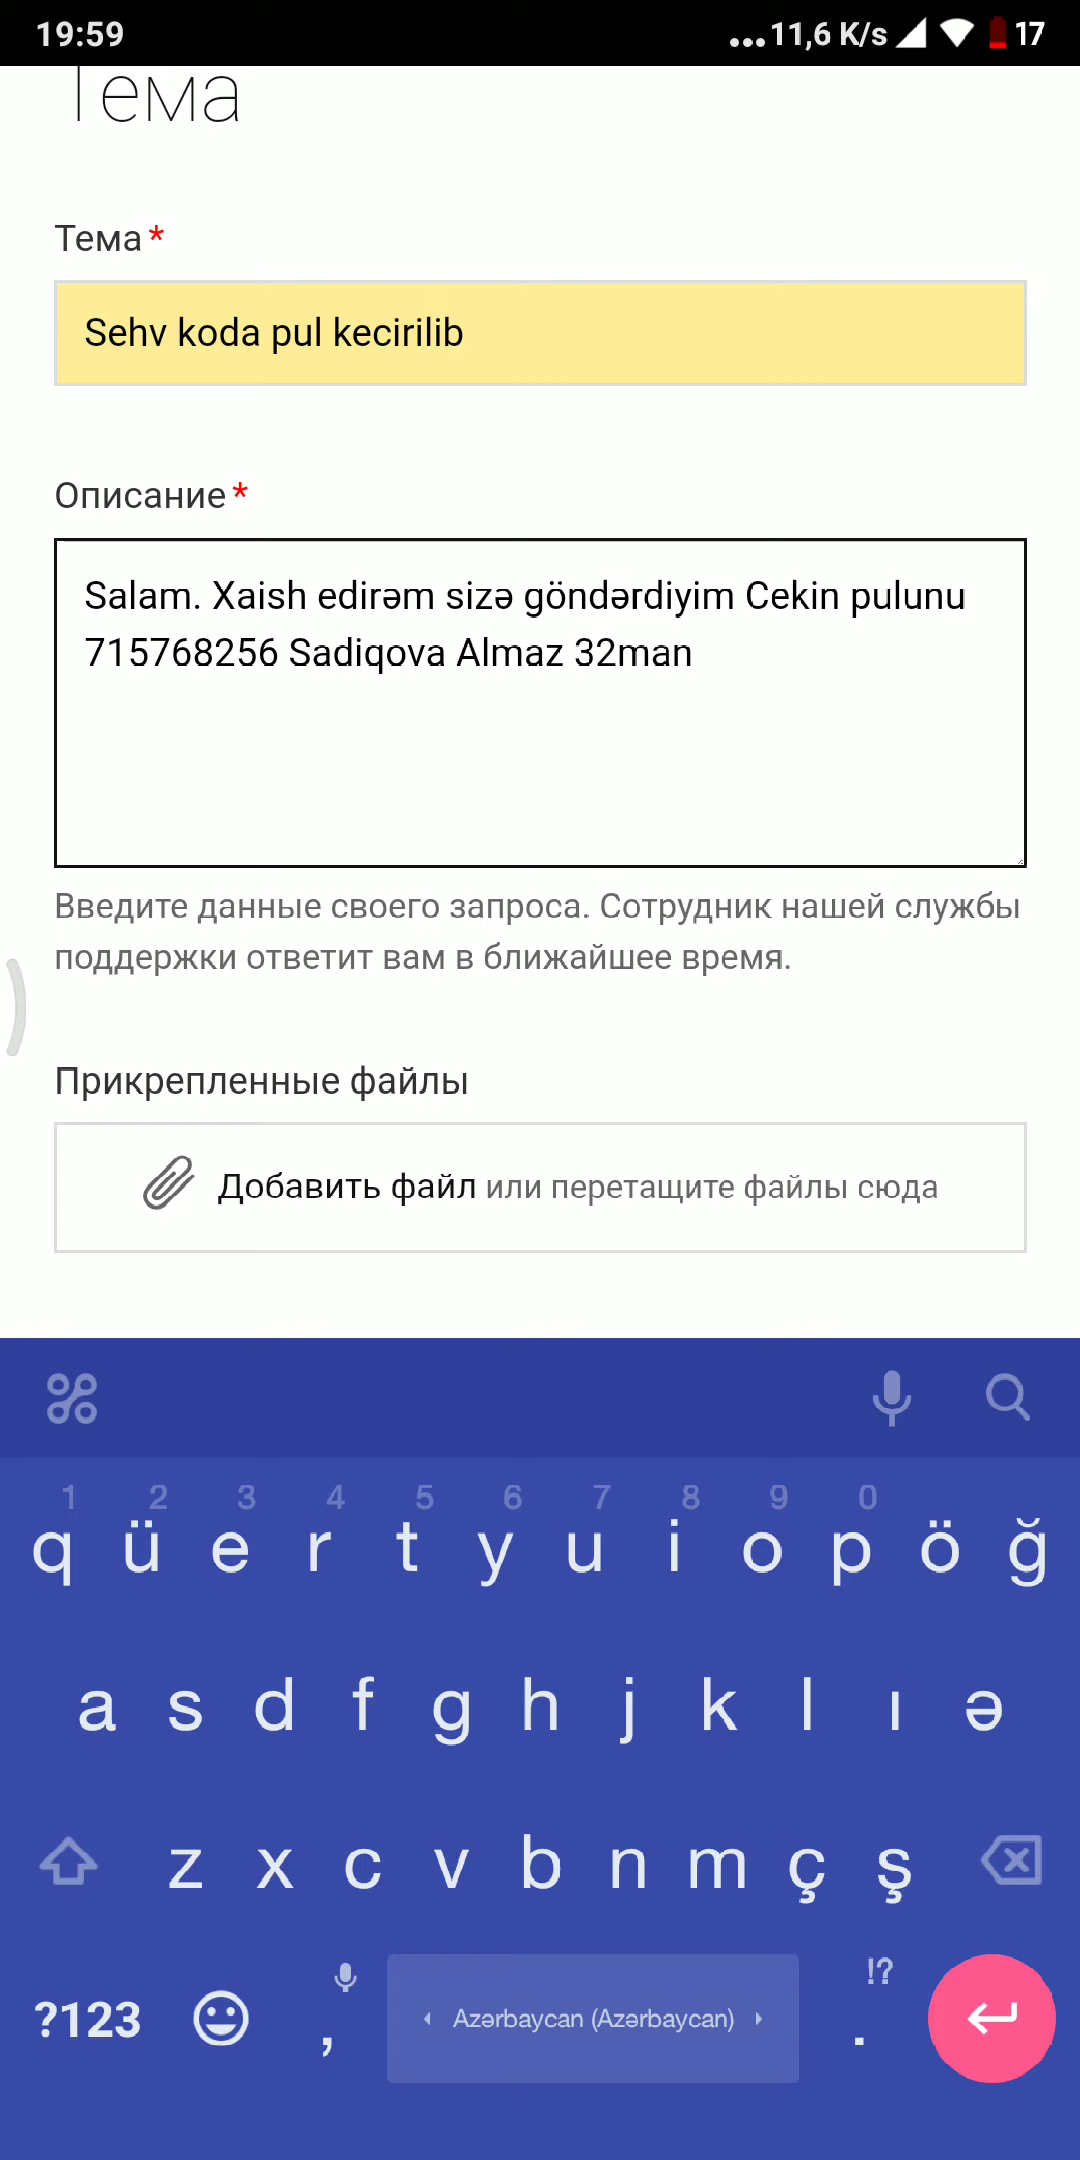 19:59 ...11,6 K/s 17
Тема
Тема*
Sehv koda pul kecirilib
Описание*
Salam. Xaish edirəm sizə göndərdiyim Cekin pulunu
715768256 Sadiqova Almaz 32man
Введите данные своего запроса. Сотрудник нашей службы
поддержки ответит вам в ближайшее время.
Прикрепленные файлы
Добавить файл или перетащите файлы сюда
1 2 3 4 5 6 7 8 9 0
q ü e r t y u i o p ö ğ
a s d f g h j k l ı ə
z x c v b n m ç ş
!?
?123 , Azərbaycan (Azərbaycan) .